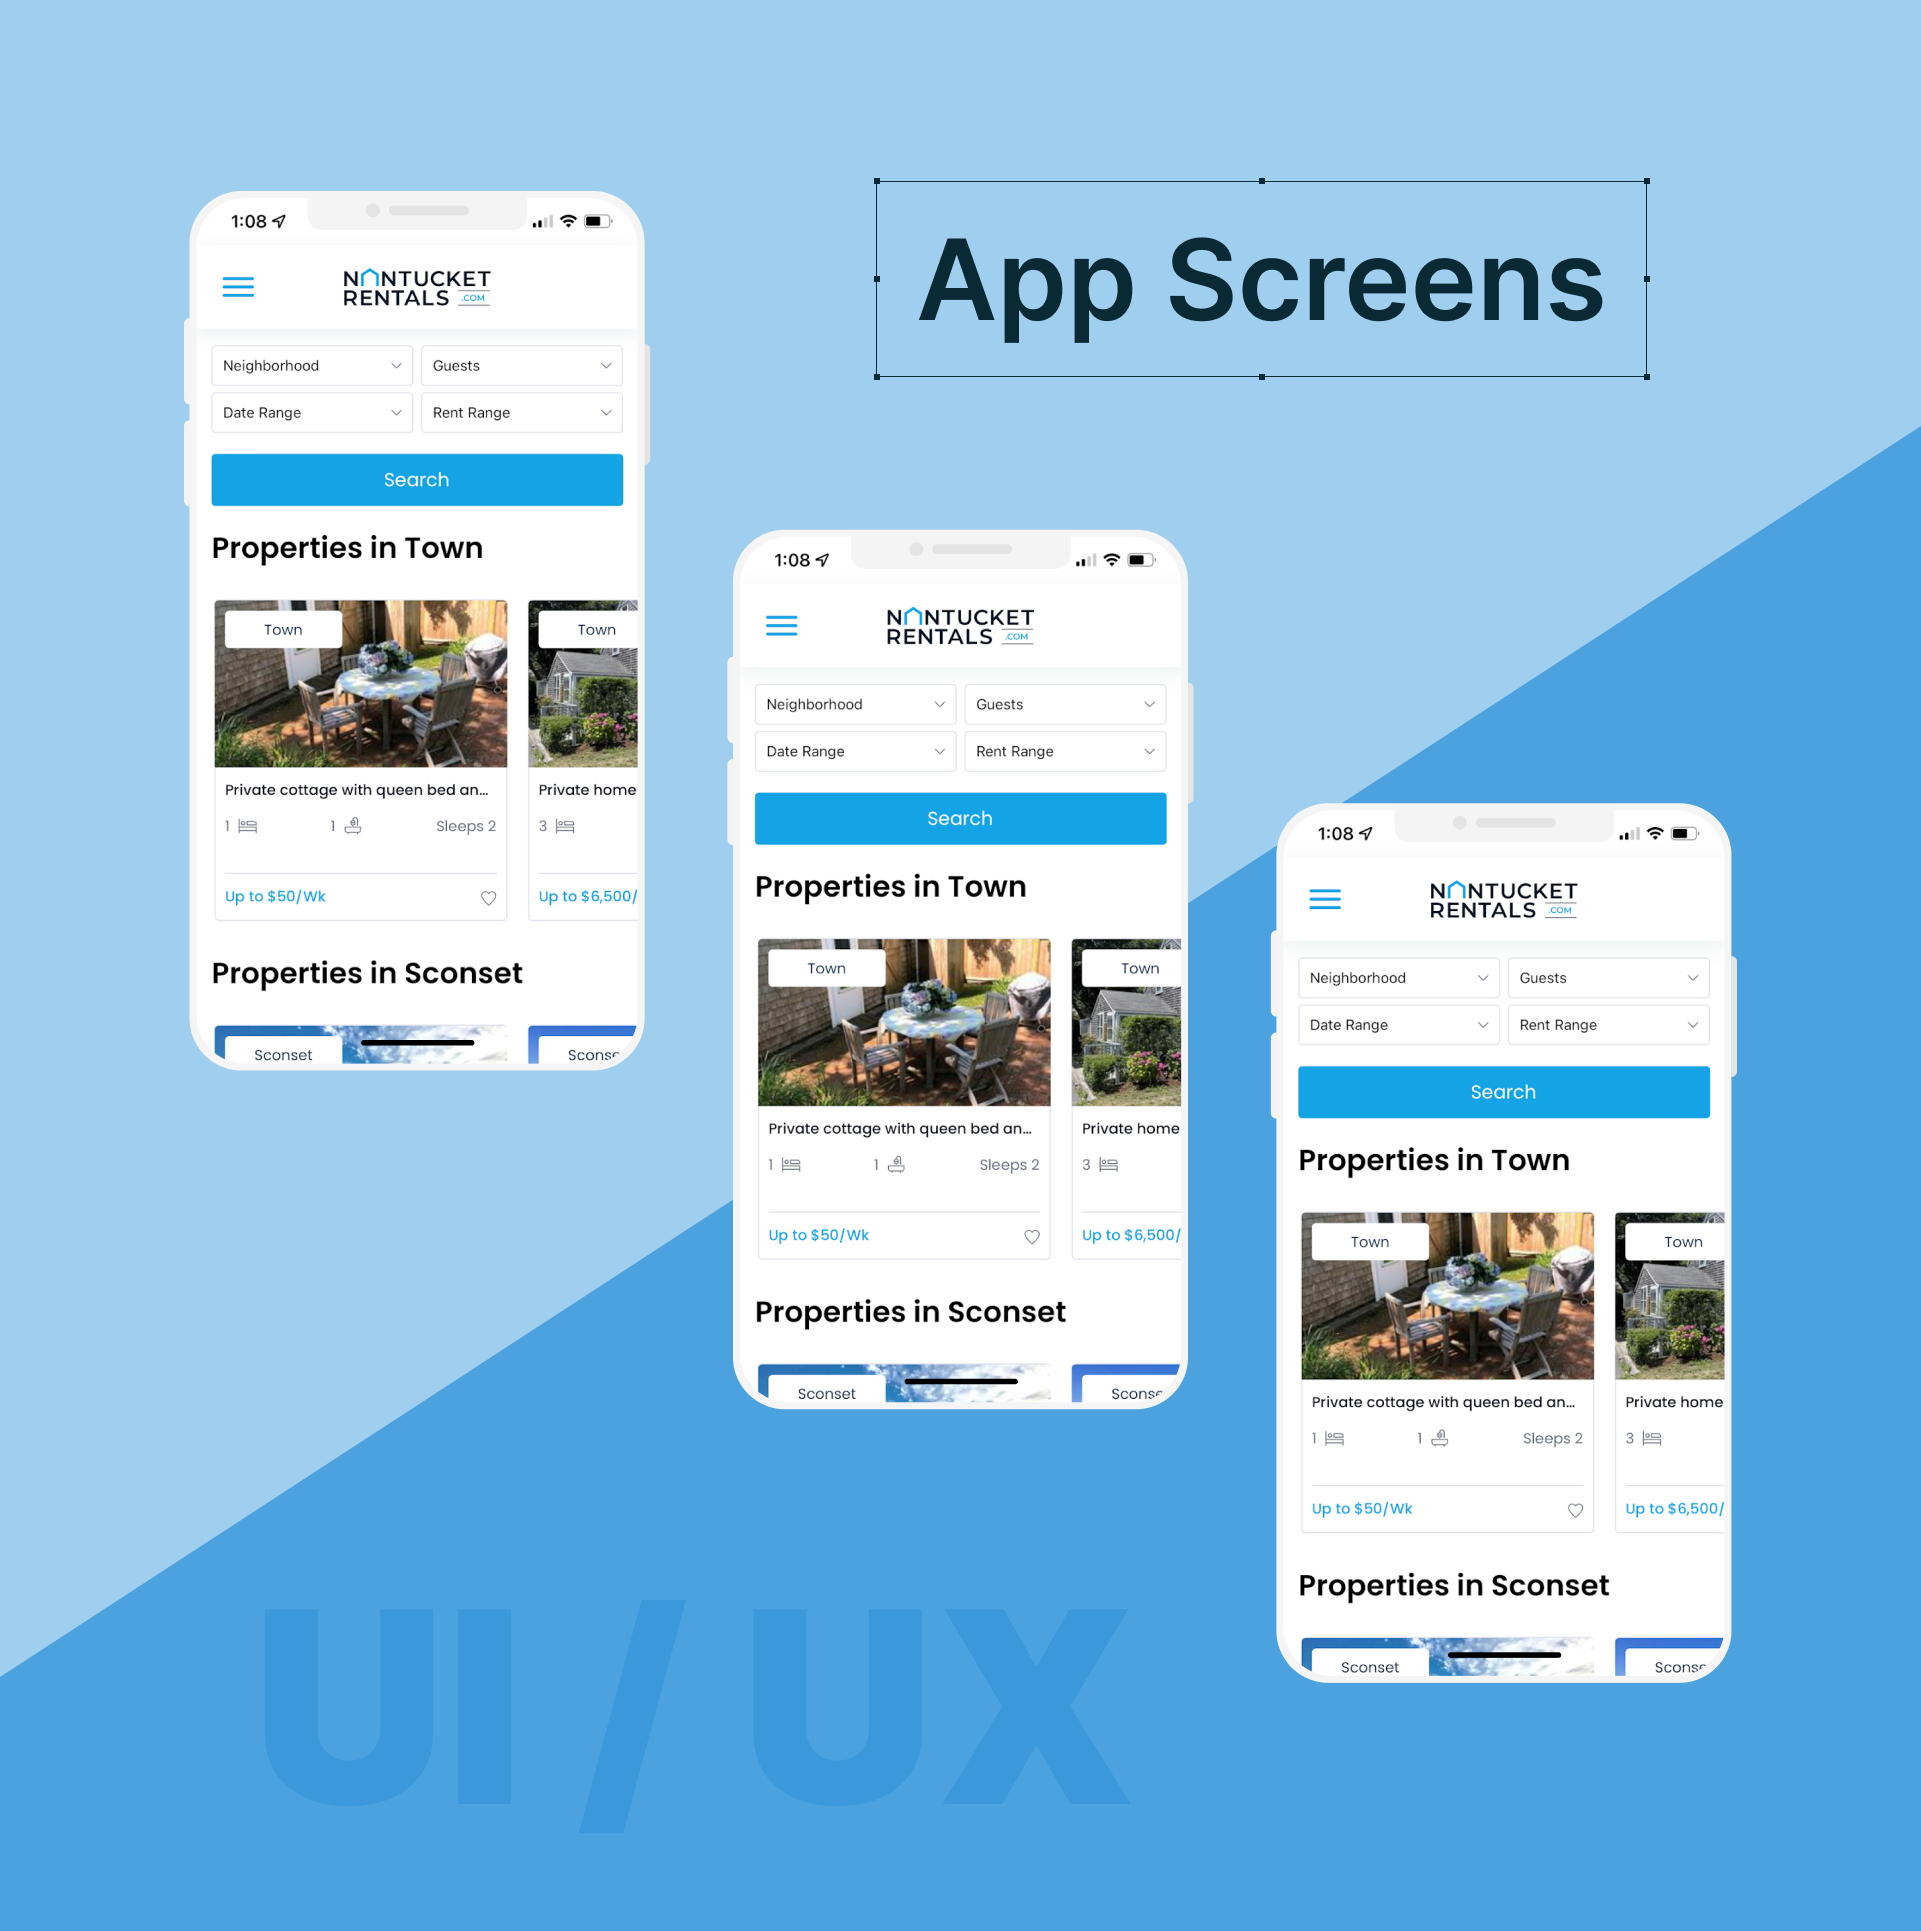 App Screens
1:08
NANTUCKET
RENTALS .COM
Neighborhood Guests
Date Range Rent Range
Search
Properties in Town
Town Town
Private cottage with queen bed an... Private home
1 1 Sleeps 2 3
Up to $50/Wk Up to $6,500/
Properties in Sconset
Sconset Sconse
1:08
NANTUCKET
RENTALS .COM
Neighborhood Guests
Date Range Rent Range
Search
Properties in Town
Town Town
Private cottage with queen bed an... Private home
1 1 Sleeps 2 3
Up to $50/Wk Up to $6,500/
Properties in Sconset
Sconset Sconse
1:08
NANTUCKET
RENTALS .COM
Neighborhood Guests
Date Range Rent Range
Search
Properties in Town
Town Town
Private cottage with queen bed an... Private home
1 1 Sleeps 2 3
Up to $50/Wk Up to $6,500/
Properties in Sconset
Sconset Sconse
UI / UX